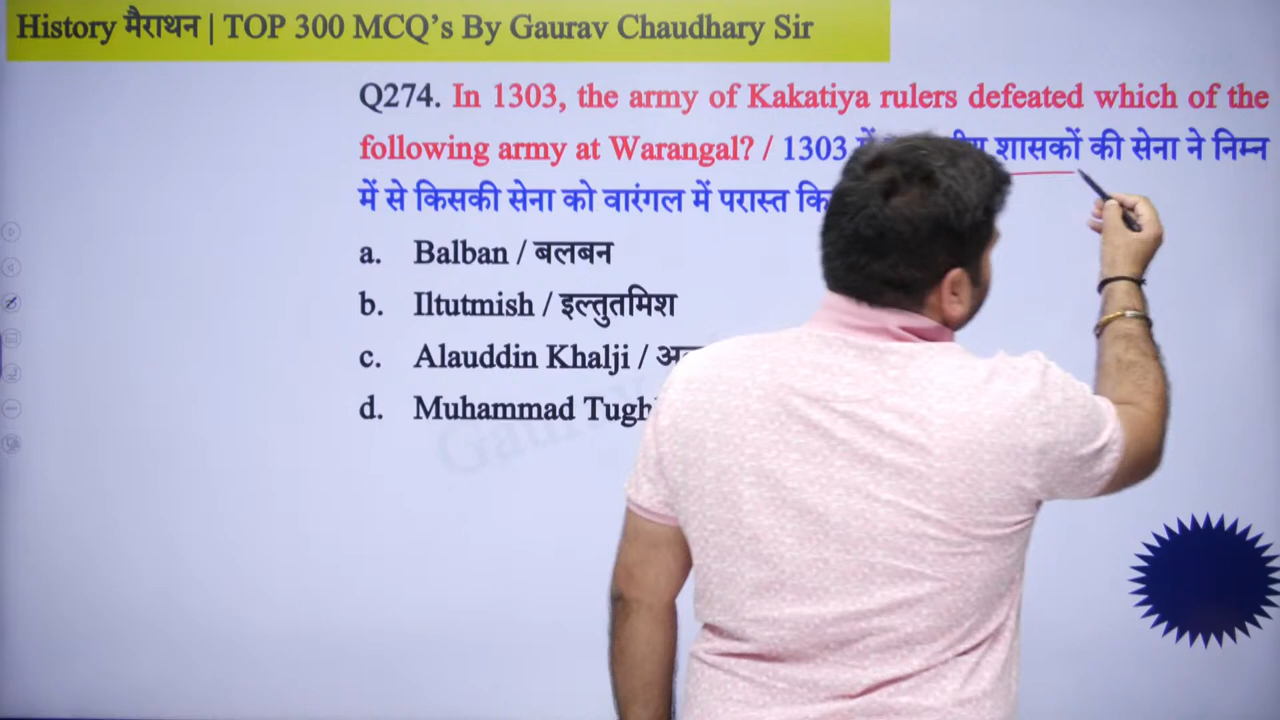 History मैराथन | TOP 300 MCQ’s By Gaurav Chaudhary Sir
Q274. In 1303, the army of Kakatiya rulers defeated which of the
following army at Warangal? / 1303 शासकों की सेना ने निम्न
में से किसकी सेना को वारंगल में परास्त
a. Balban / बलबन
b. Iltutmish / इल्तुतमिश
c. Alauddin Khalji /
d. Muhammad